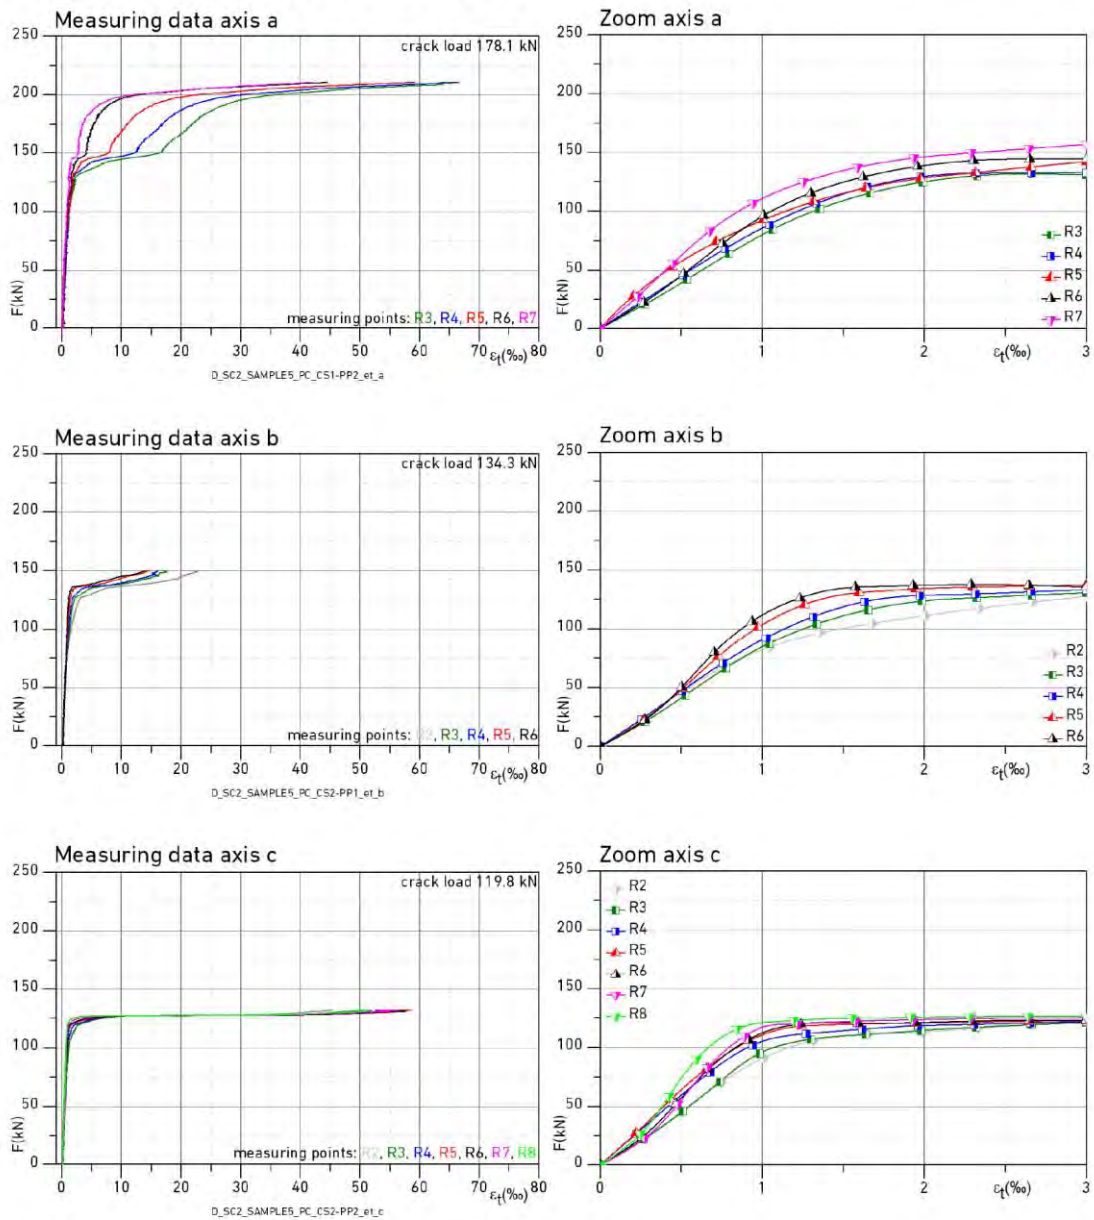 Measuring data axis a
crack load 178.1 kN
250
200
150
100
50
0
F(kN)
measuring points: R3, R4, R5, R6, R7
0 10 20 30 40 50 60 70 80
εt(‰)
D_SC2_SAMPLE5_PC_CS1-PP2_et_a
Zoom axis a
250
200
150
100
50
0
F(kN)
R3
R4
R5
R6
R7
0 1 2 3
εt(‰)
Measuring data axis b
crack load 134.3 kN
250
200
150
100
50
0
F(kN)
measuring points: R2, R3, R4, R5, R6
0 10 20 30 40 50 60 70 80
εt(‰)
D_SC2_SAMPLE5_PC_CS2-PP1_et_b
Zoom axis b
250
200
150
100
50
0
F(kN)
R2
R3
R4
R5
R6
0 1 2 3
εt(‰)
Measuring data axis c
crack load 119.8 kN
250
200
150
100
50
0
F(kN)
measuring points: R2, R3, R4, R5, R6, R7, R8
0 10 20 30 40 50 60 70 80
εt(‰)
D_SC2_SAMPLE5_PC_CS2-PP2_et_c
Zoom axis c
250
200
150
100
50
0
F(kN)
R2
R3
R4
R5
R6
R7
R8
0 1 2 3
εt(‰)